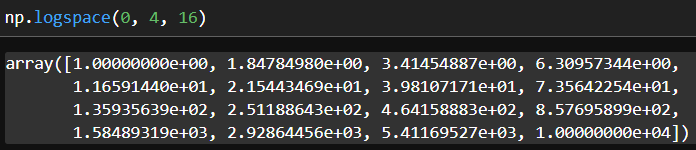 np.logspace(0, 4, 16)
array([1.00000000e+00, 1.84784980e+00, 3.41454887e+00, 6.30957344e+00,
1.16591440e+01, 2.15443469e+01, 3.98107171e+01, 7.35642254e+01,
1.35935639e+02, 2.51188643e+02, 4.64158883e+02, 8.57695899e+02,
1.58489319e+03, 2.92864456e+03, 5.41169527e+03, 1.00000000e+04])